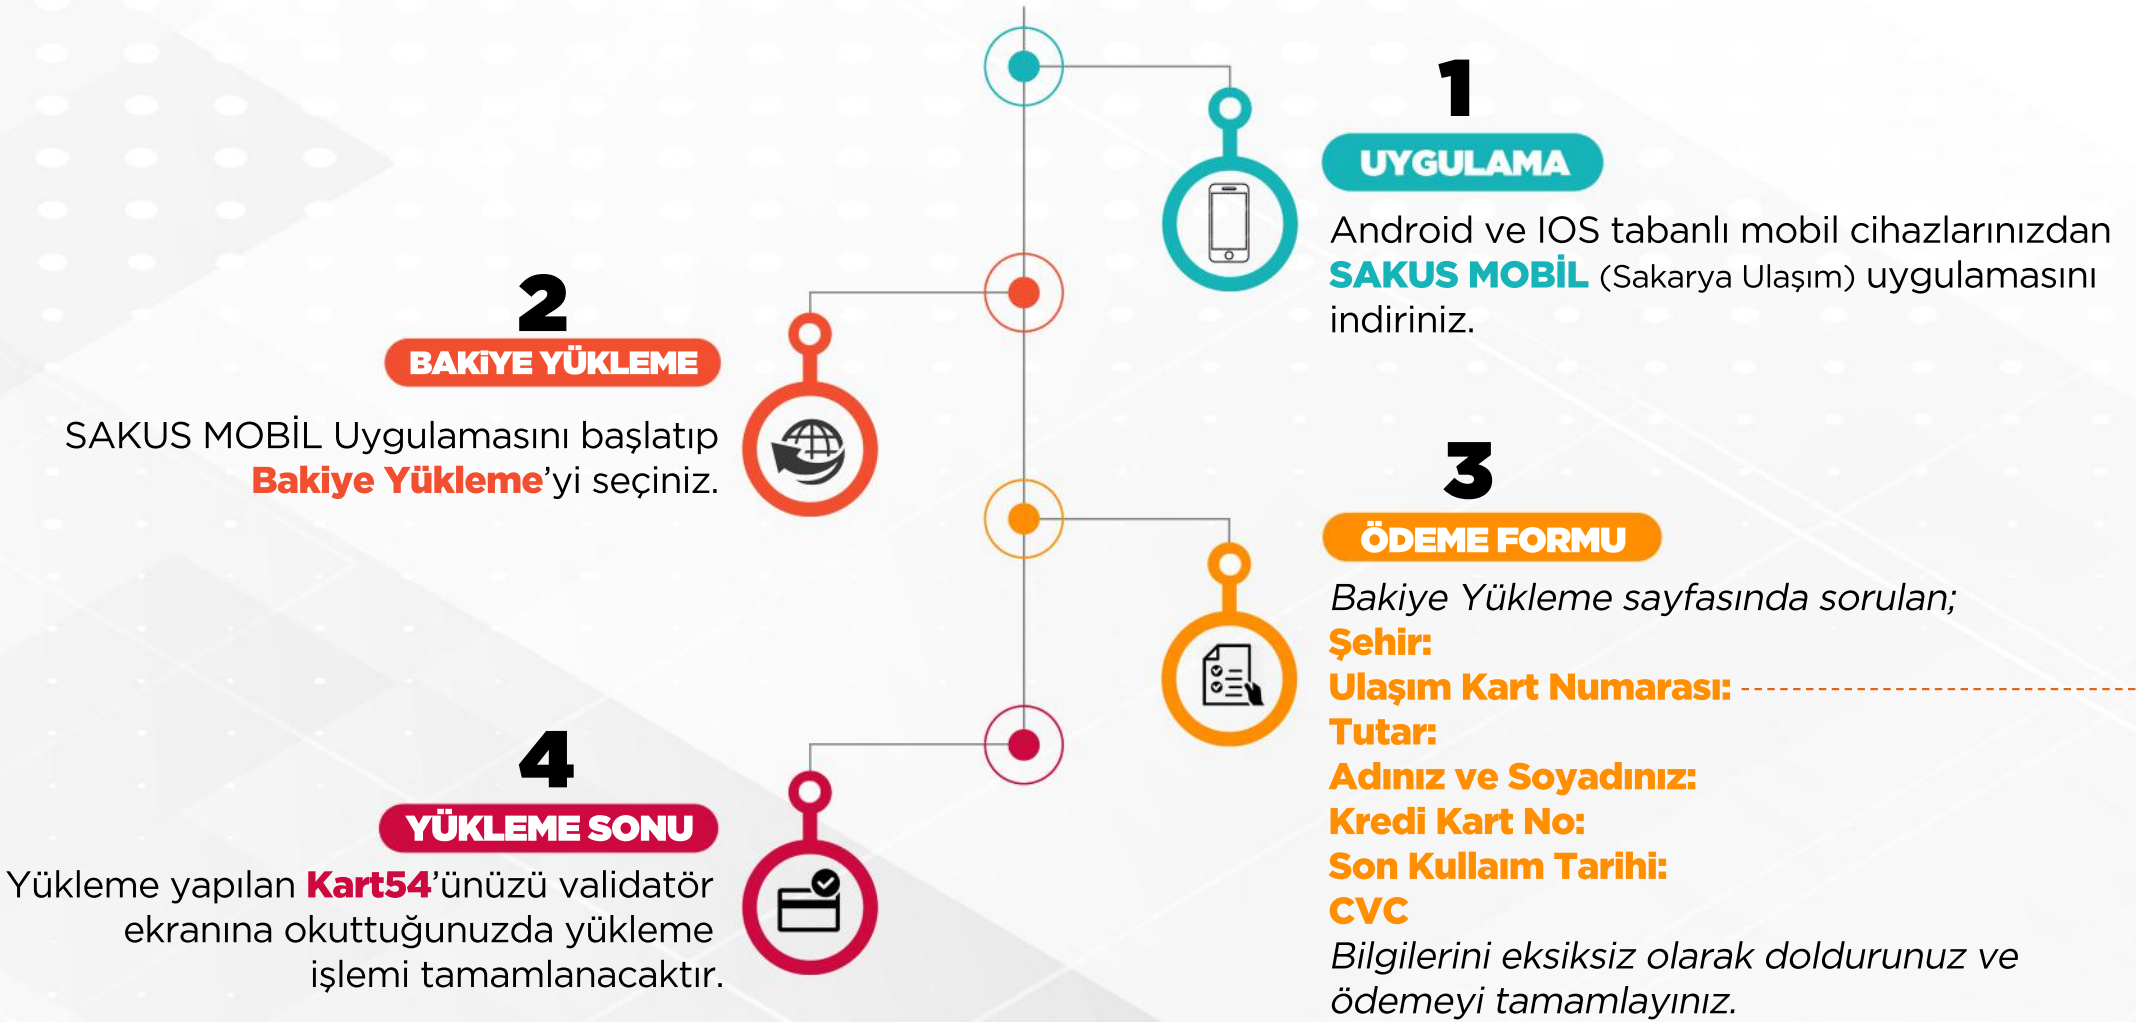 1
UYGULAMA
Android ve IOS tabanlı mobil cihazlarınızdan
SAKUS MOBİL (Sakarya Ulaşım) uygulamasını
indiriniz.
2
BAKİYE YÜKLEME
SAKUS MOBİL Uygulamasını başlatıp
Bakiye Yükleme'yi seçiniz.
3
ÖDEME FORMU
Bakiye Yükleme sayfasında sorulan;
Şehir:
Ulaşım Kart Numarası:
Tutar:
Adınız ve Soyadınız:
Kredi Kart No:
Son Kullaım Tarihi:
CVC
Bilgilerini eksiksiz olarak doldurunuz ve
ödemeyi tamamlayınız.
4
YÜKLEME SONU
Yükleme yapılan Kart54'ünüzü validatör
ekranına okuttuğunuzda yükleme
işlemi tamamlanacaktır.